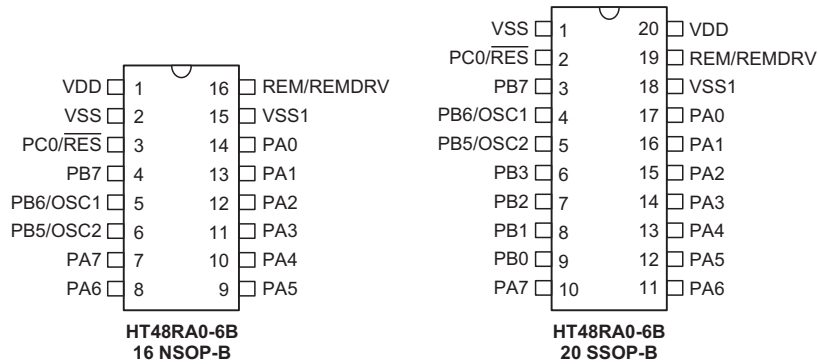 VDD 1 16 REM/REMDRV
VSS 2 15 VSS1
PC0/RES 3 14 PA0
PB7 4 13 PA1
PB6/OSC1 5 12 PA2
PB5/OSC2 6 11 PA3
PA7 7 10 PA4
PA6 8 9 PA5
HT48RA0-6B
16 NSOP-B
VSS 1 20 VDD
PC0/RES 2 19 REM/REMDRV
PB7 3 18 VSS1
PB6/OSC1 4 17 PA0
PB5/OSC2 5 16 PA1
PB3 6 15 PA2
PB2 7 14 PA3
PB1 8 13 PA4
PB0 9 12 PA5
PA7 10 11 PA6
HT48RA0-6B
20 SSOP-B